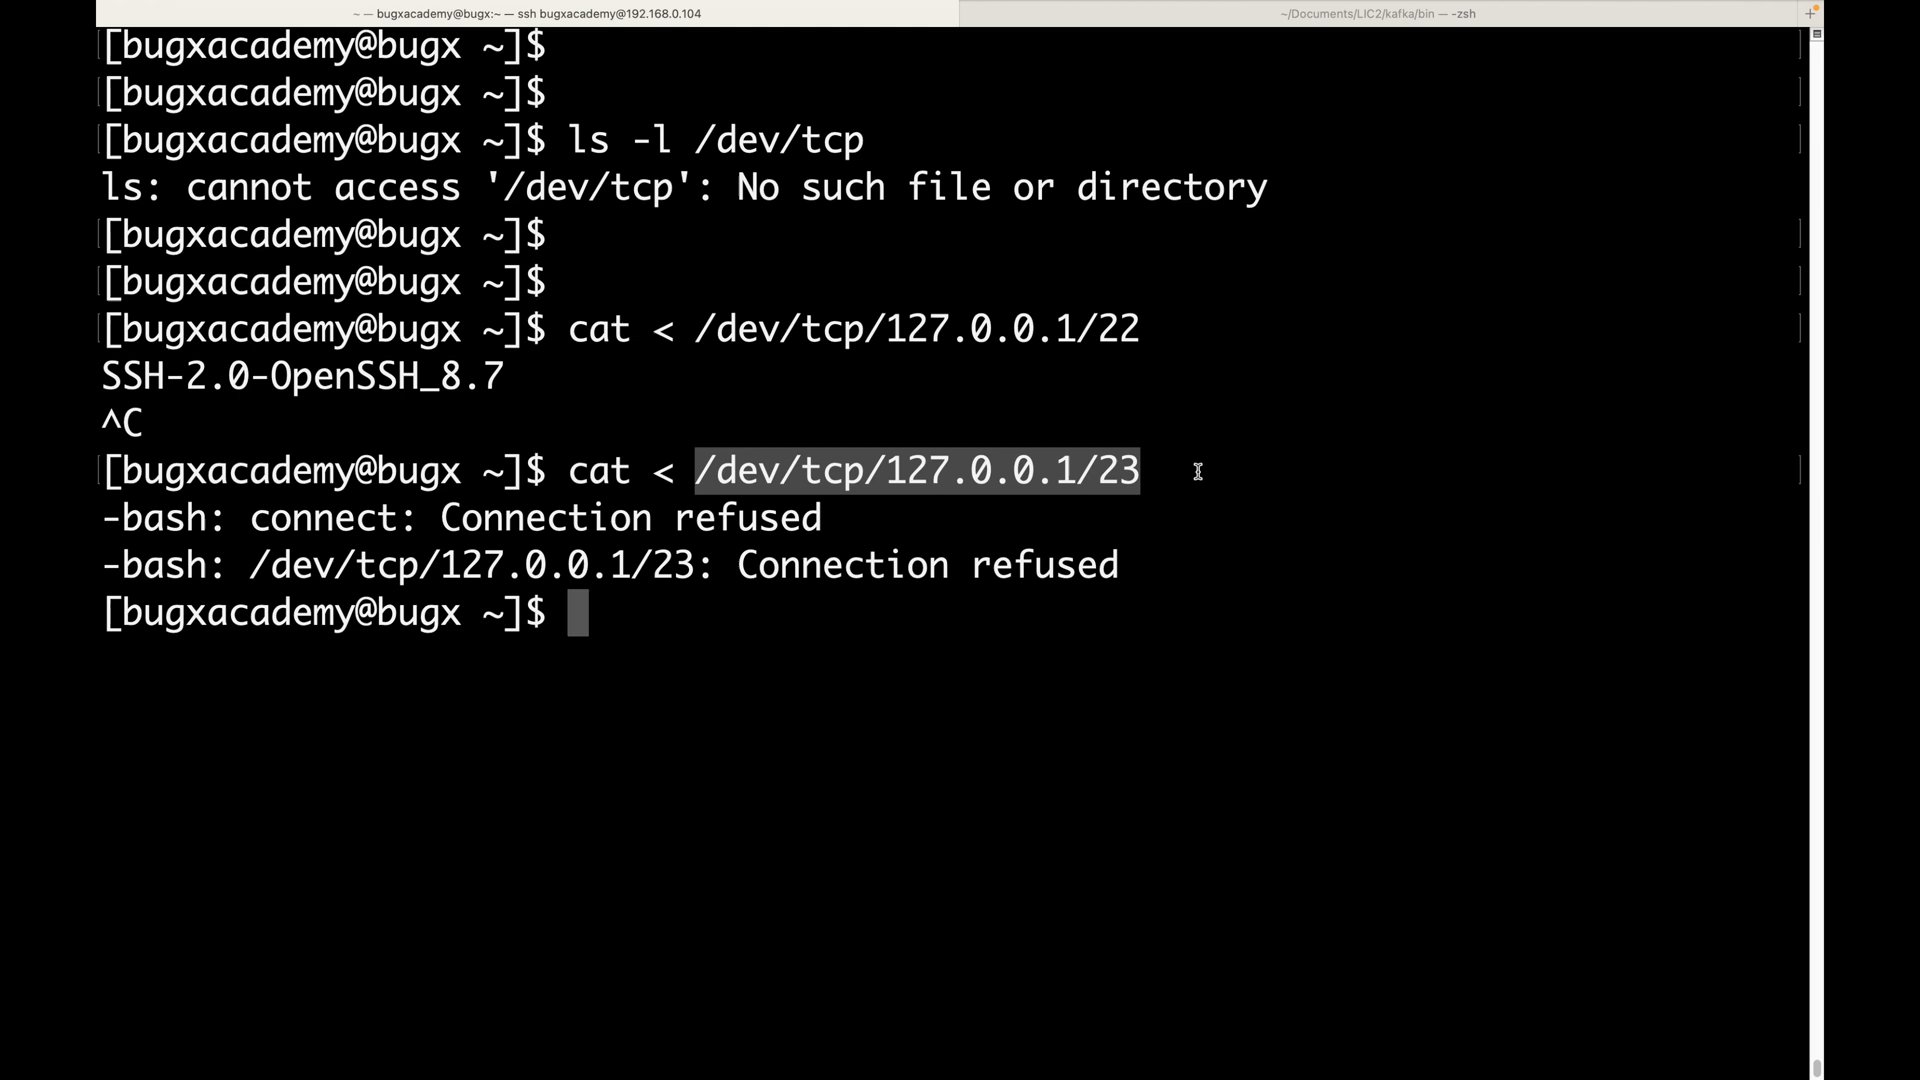 ~ — bugxacademy@bugx:~ — ssh bugxacademy@192.168.0.104
~/Documents/LIC2/kafka/bin — -zsh
[bugxacademy@bugx ~]$
[bugxacademy@bugx ~]$
[bugxacademy@bugx ~]$ ls -l /dev/tcp
ls: cannot access '/dev/tcp': No such file or directory
[bugxacademy@bugx ~]$
[bugxacademy@bugx ~]$
[bugxacademy@bugx ~]$ cat < /dev/tcp/127.0.0.1/22
SSH-2.0-OpenSSH_8.7
^C
[bugxacademy@bugx ~]$ cat < /dev/tcp/127.0.0.1/23
-bash: connect: Connection refused
-bash: /dev/tcp/127.0.0.1/23: Connection refused
[bugxacademy@bugx ~]$